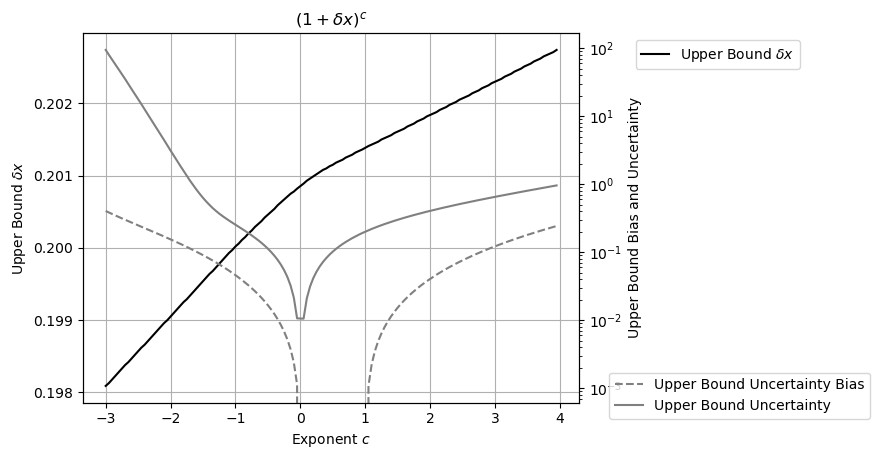 (1 + δx)^c
Upper Bound δx
0.202
0.201
0.200
0.199
0.198
Upper Bound δx
−3 −2 −1 0 1 2 3 4
Exponent c
10^2
10^1
10^0
10^−1
10^−2
Upper Bound Bias and Uncertainty
Upper Bound Uncertainty Bias
Upper Bound Uncertainty